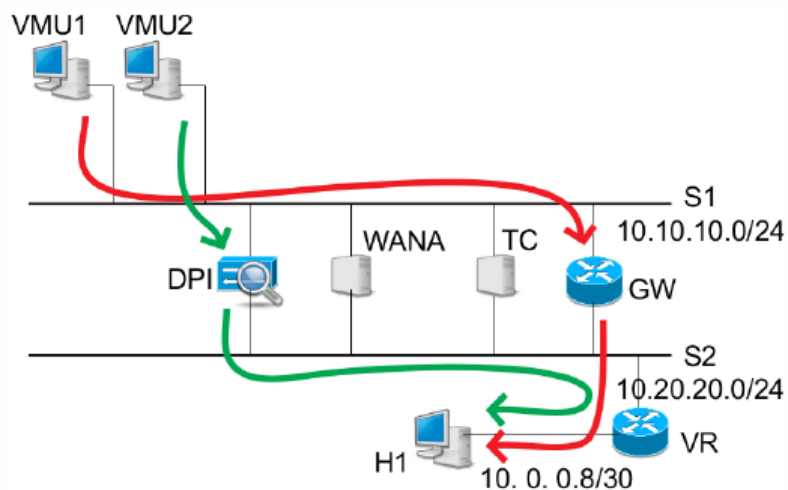 VMU1
VMU2
S1
10.10.10.0/24
WANA
TC
DPI
GW
S2
10.20.20.0/24
VR
H1
10. 0. 0.8/30